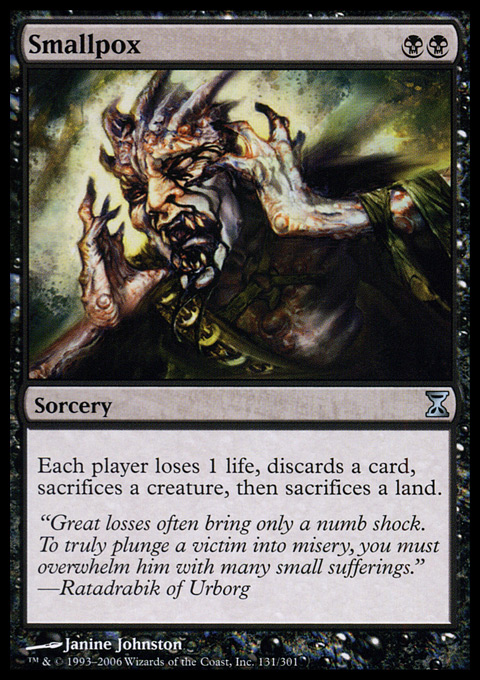 Smallpox
Sorcery
Each player loses 1 life, discards a card,
sacrifices a creature, then sacrifices a land.
“Great losses often bring only a numb shock.
To truly plunge a victim into misery, you must
overwhelm him with many small sufferings.”
—Ratadrabik of Urborg
Janine Johnston
™ & © 1993–2006 Wizards of the Coast, Inc. 131/301